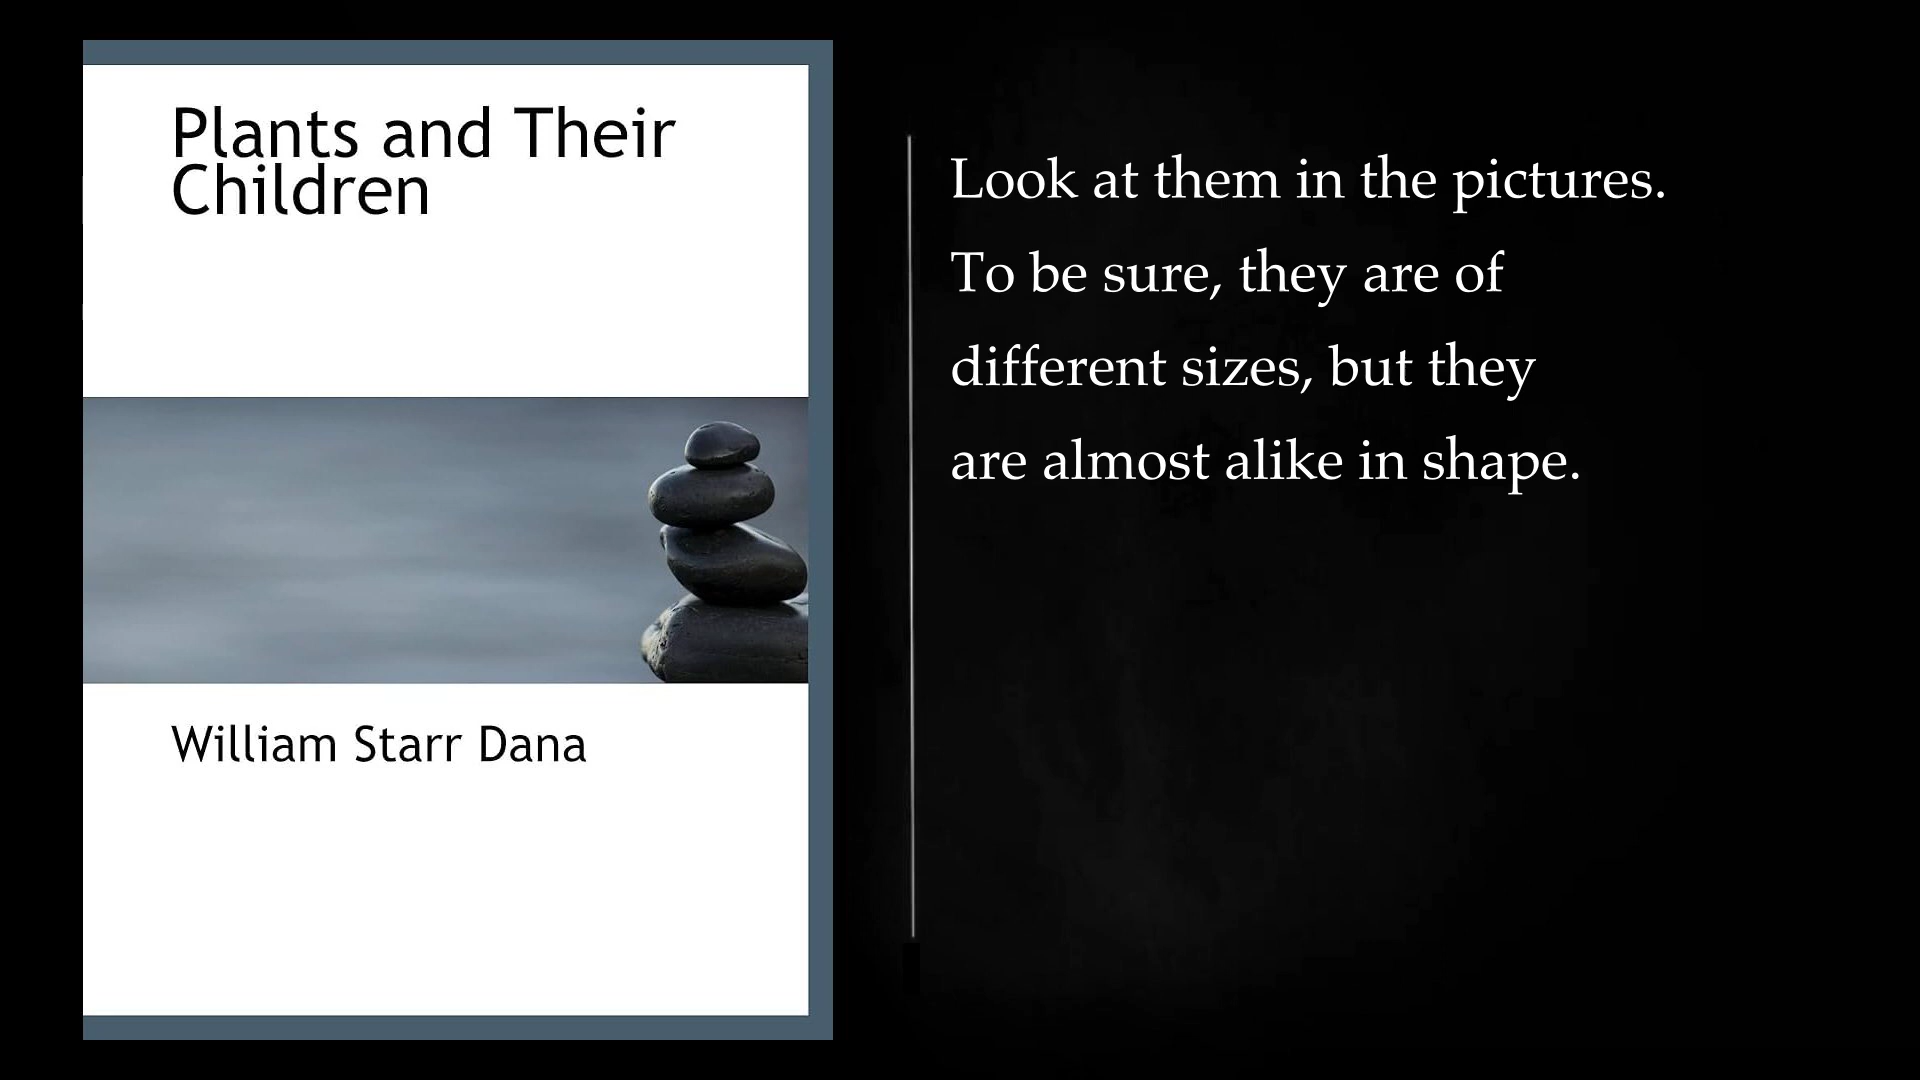 Plants and Their
Children
William Starr Dana
Look at them in the pictures.
To be sure, they are of
different sizes, but they
are almost alike in shape.